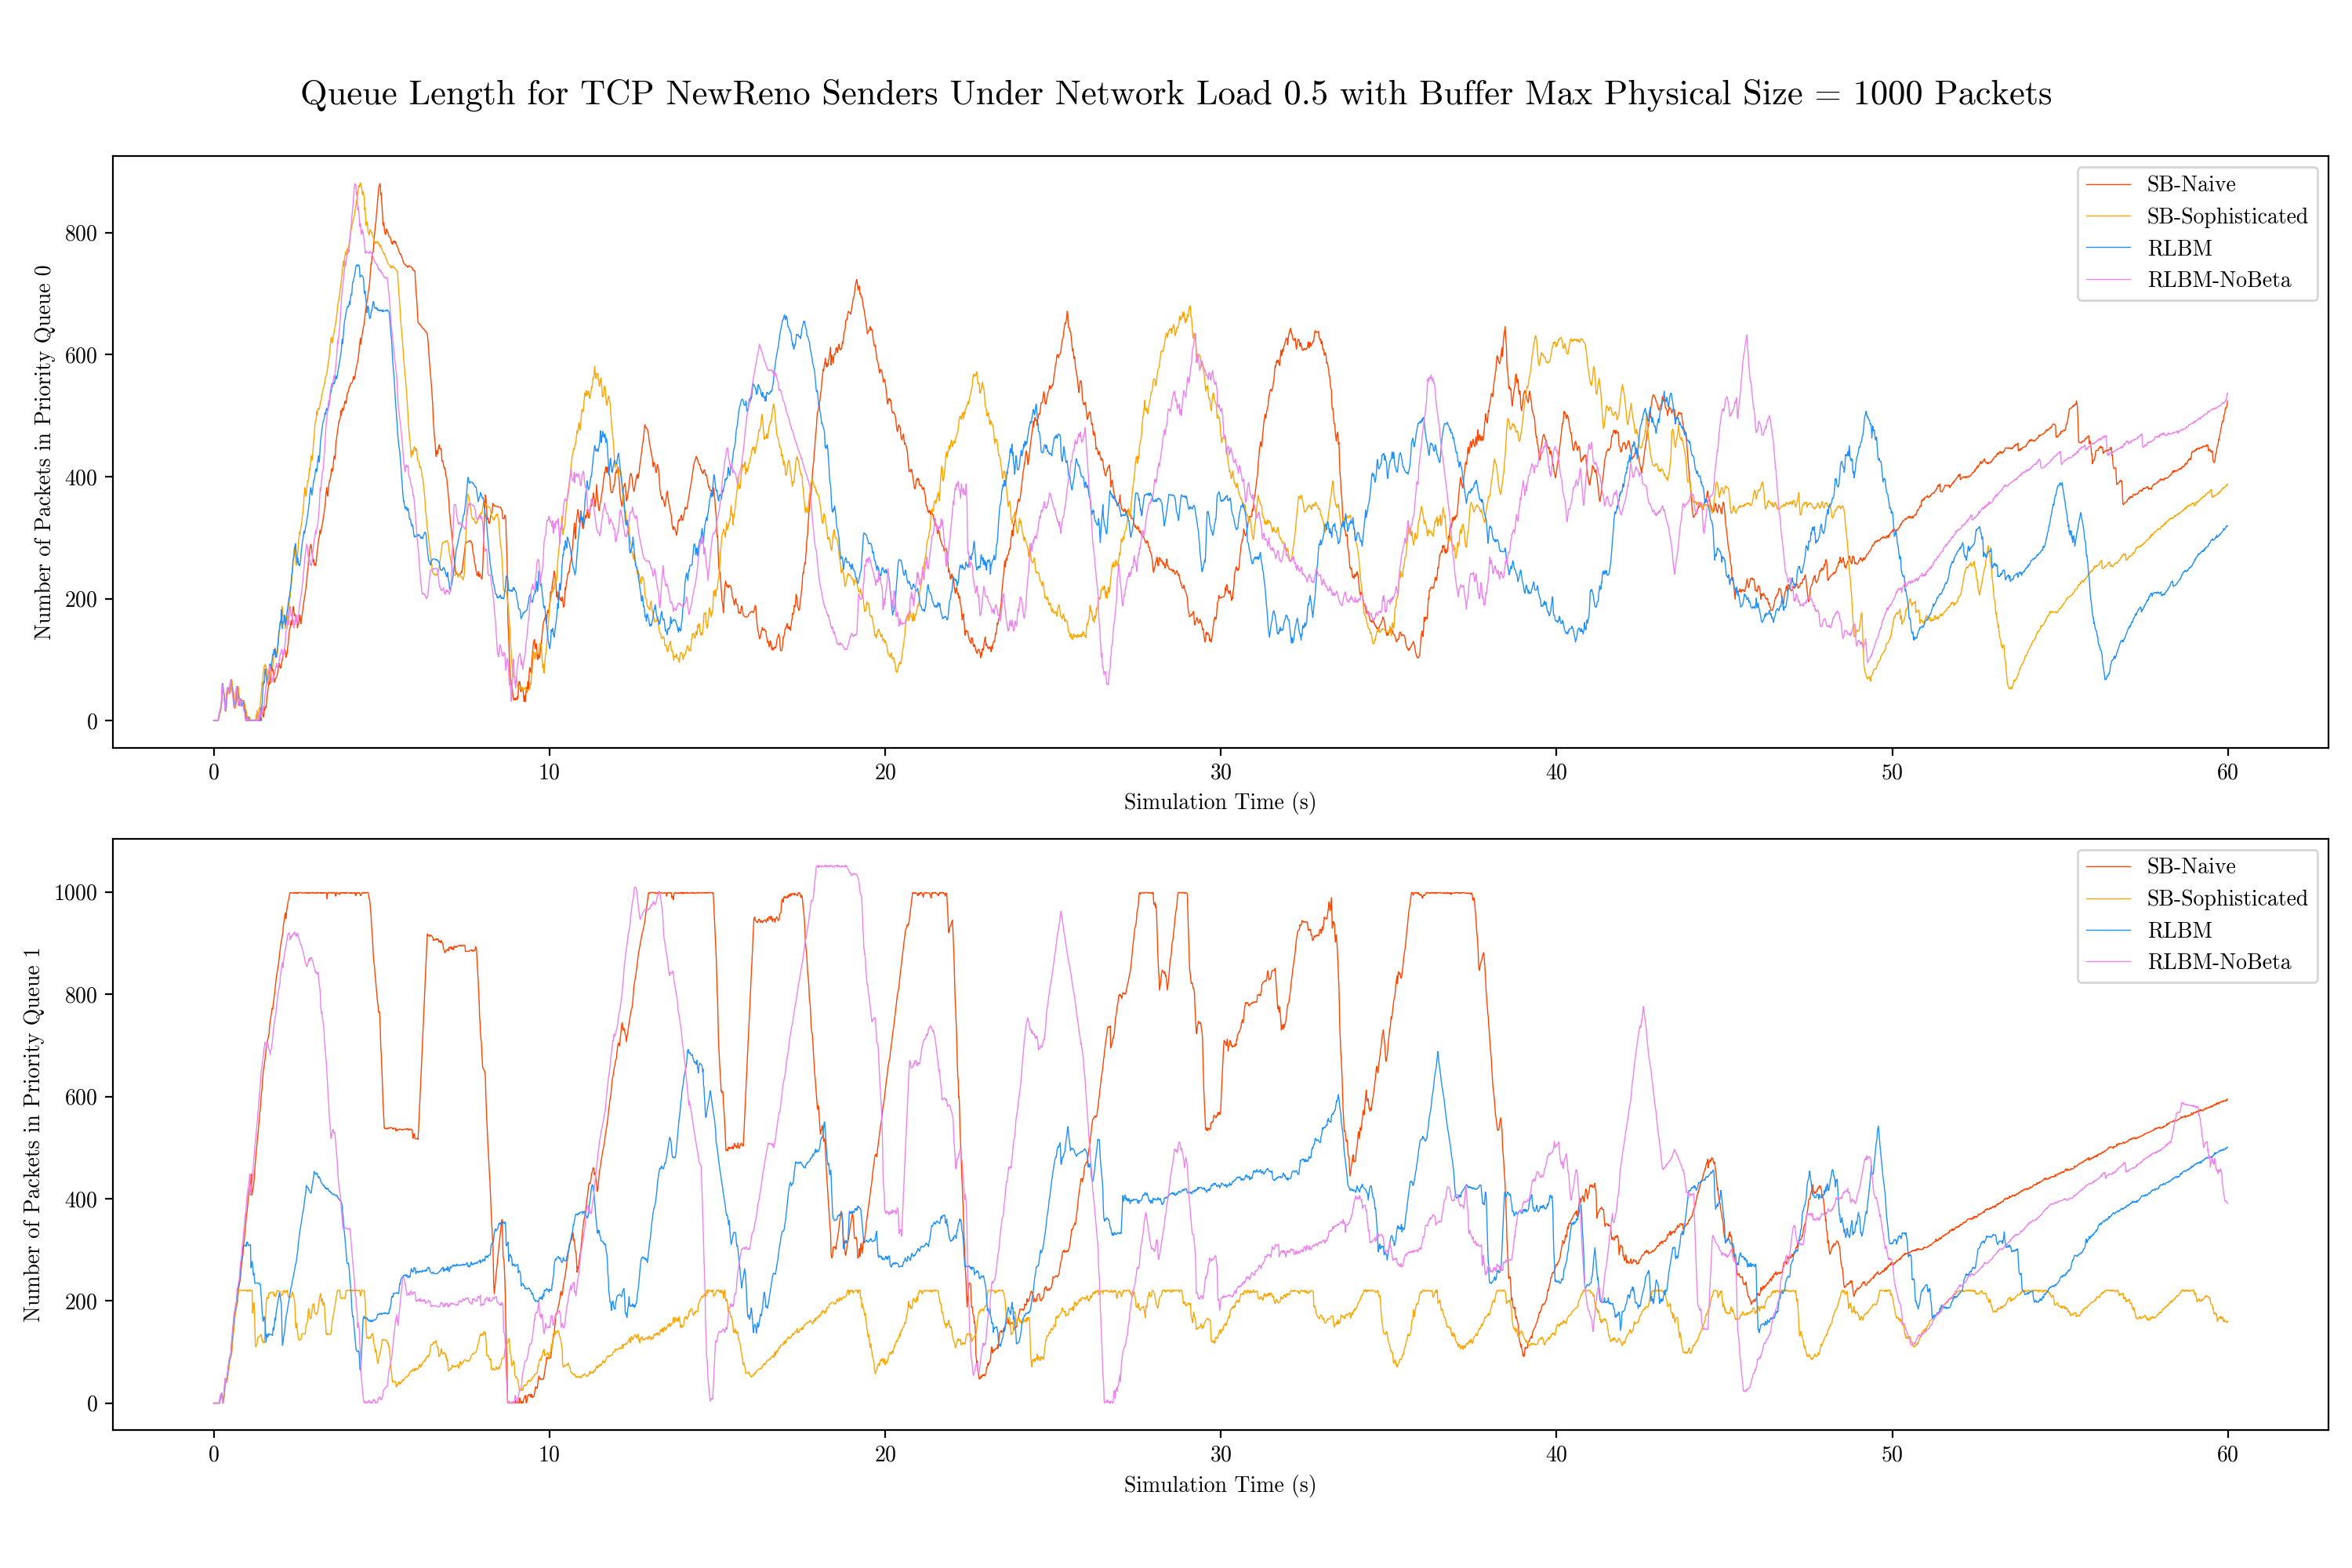 Queue Length for TCP NewReno Senders Under Network Load 0.5 with Buffer Max Physical Size = 1000 Packets
SB-Naive
SB-Sophisticated
RLBM
RLBM-NoBeta
Number of Packets in Priority Queue 0
800
600
400
200
0
0 10 20 30 40 50 60
Simulation Time (s)
SB-Naive
SB-Sophisticated
RLBM
RLBM-NoBeta
Number of Packets in Priority Queue 1
1000
800
600
400
200
0
0 10 20 30 40 50 60
Simulation Time (s)